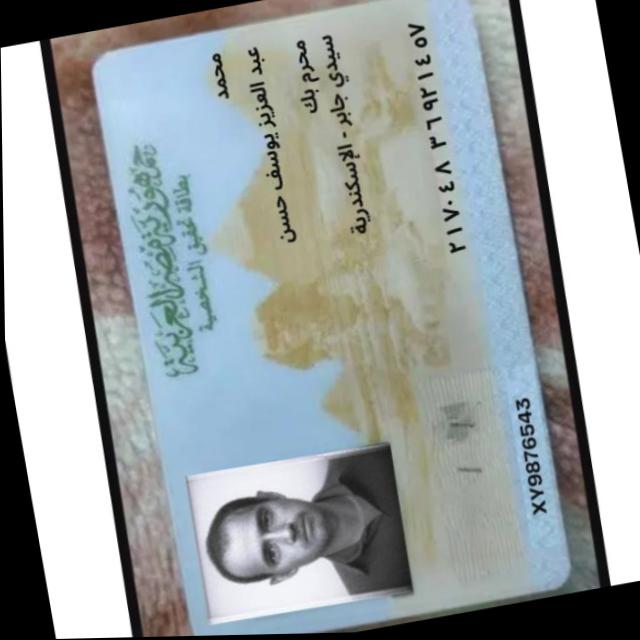 جمهورية مصر العربية
بطاقة تحقيق الشخصية
محمد
عبد العزيز يوسف حسن
محرم بك
سيدي جابر - الإسكندرية
٢١٧٠٤٨٣٦٩٢١٤٥٧
XY9876543